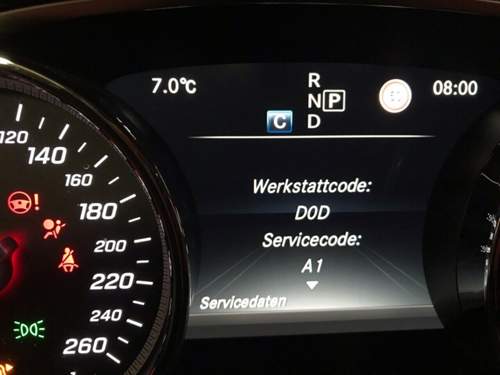 7.0°C
R
N P
C D
08:00
120
140
160
180
200
220
240
260
Werkstattcode:
D0D
Servicecode:
A1
Servicedaten